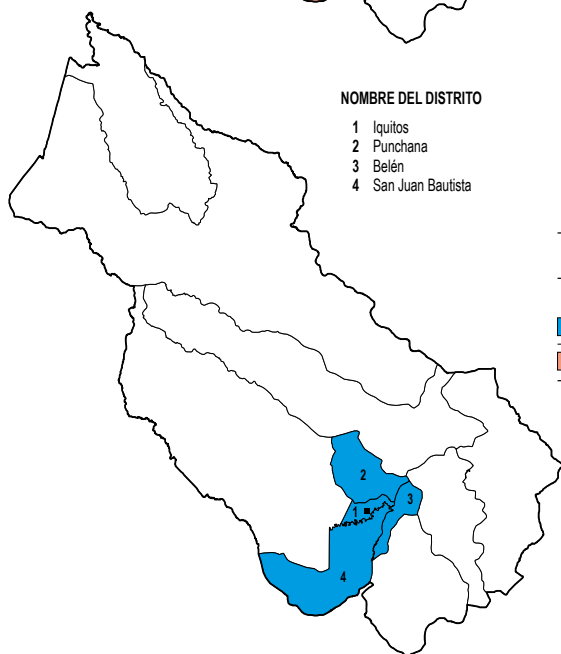 NOMBRE DEL DISTRITO
1 Iquitos
2 Punchana
3 Belén
4 San Juan Bautista
2
3
1
4